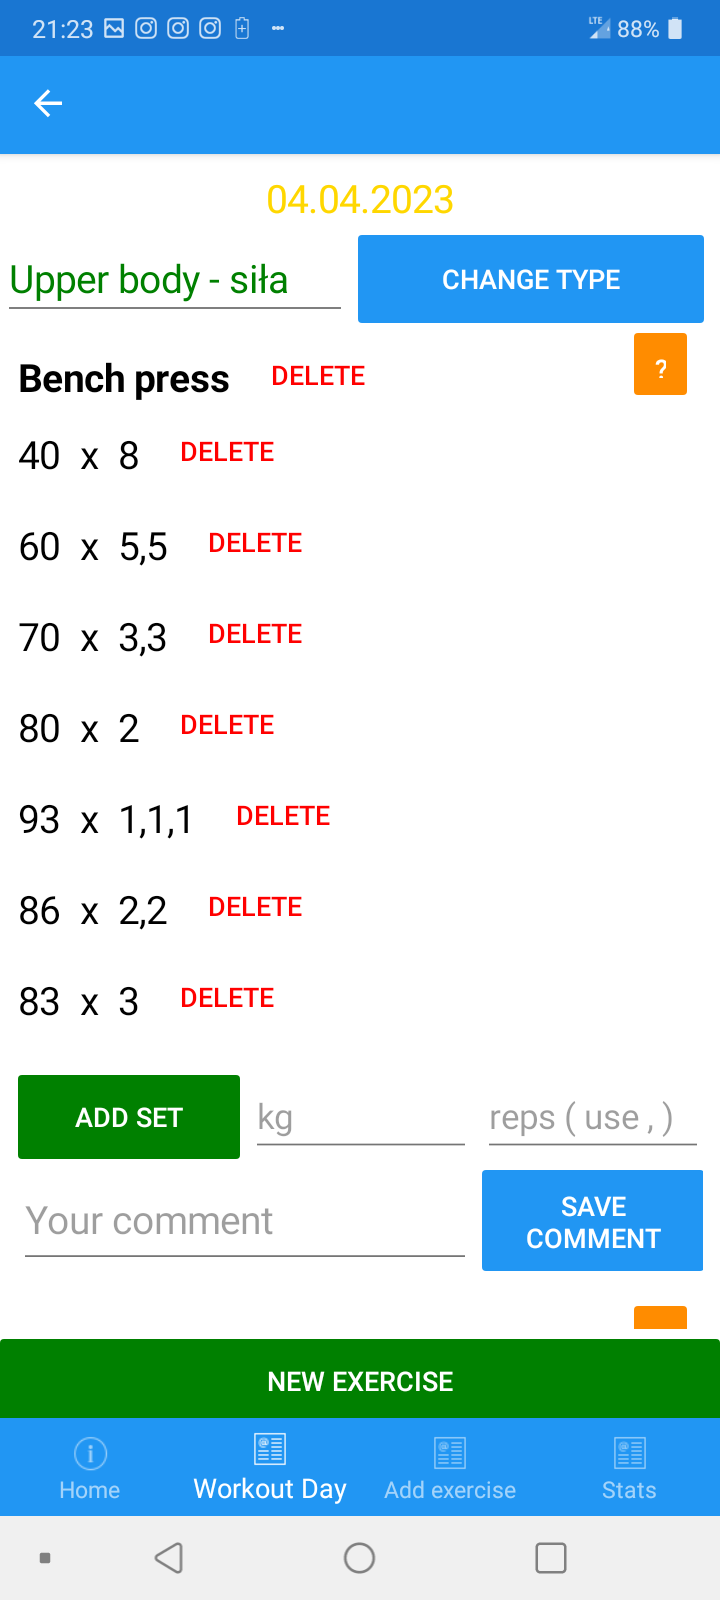 21:23 LTE 88%
04.04.2023
Upper body - siła CHANGE TYPE
Bench press DELETE ?
40 x 8 DELETE
60 x 5,5 DELETE
70 x 3,3 DELETE
80 x 2 DELETE
93 x 1,1,1 DELETE
86 x 2,2 DELETE
83 x 3 DELETE
ADD SET kg reps ( use , )
Your comment SAVE COMMENT
NEW EXERCISE
Home Workout Day Add exercise Stats